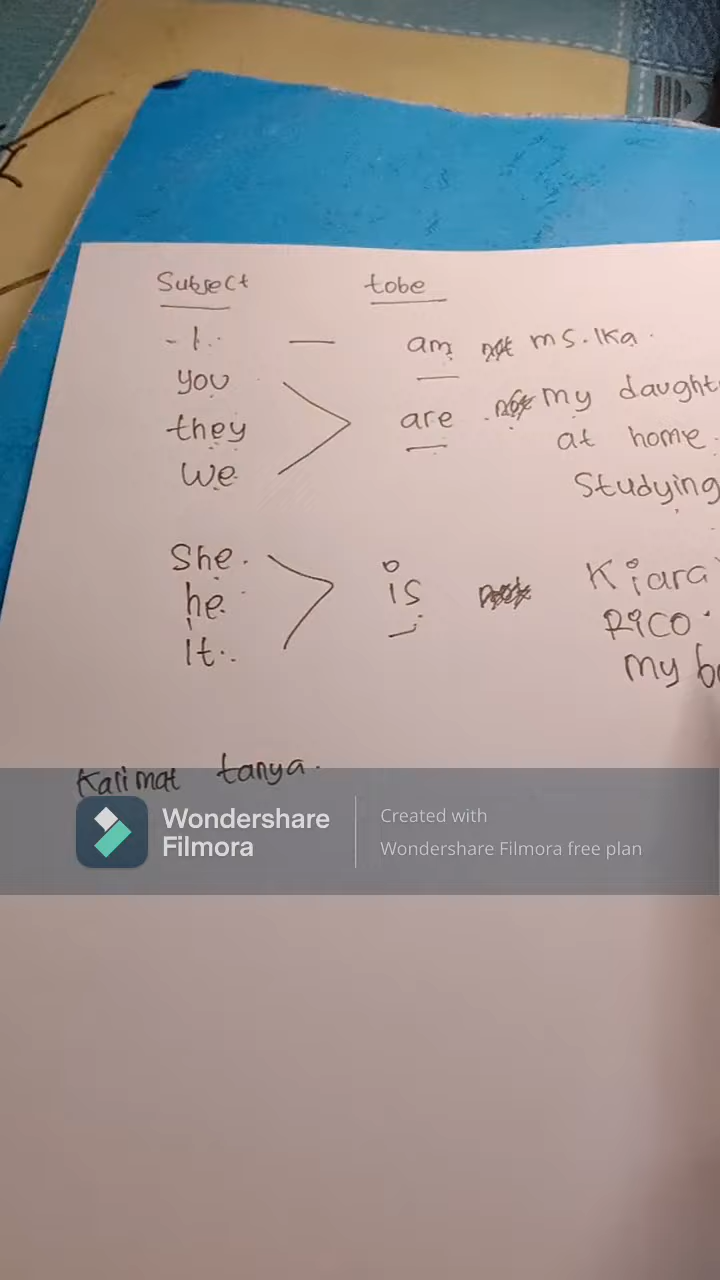 Subject tobe
- I. — am not ms. Ika.
you
they are not my daught
at home.
we
Studying
She.
he. is Kiara
RICO
It. my b
Kalimat tanya.
Wondershare Filmora
Created with
Wondershare Filmora free plan